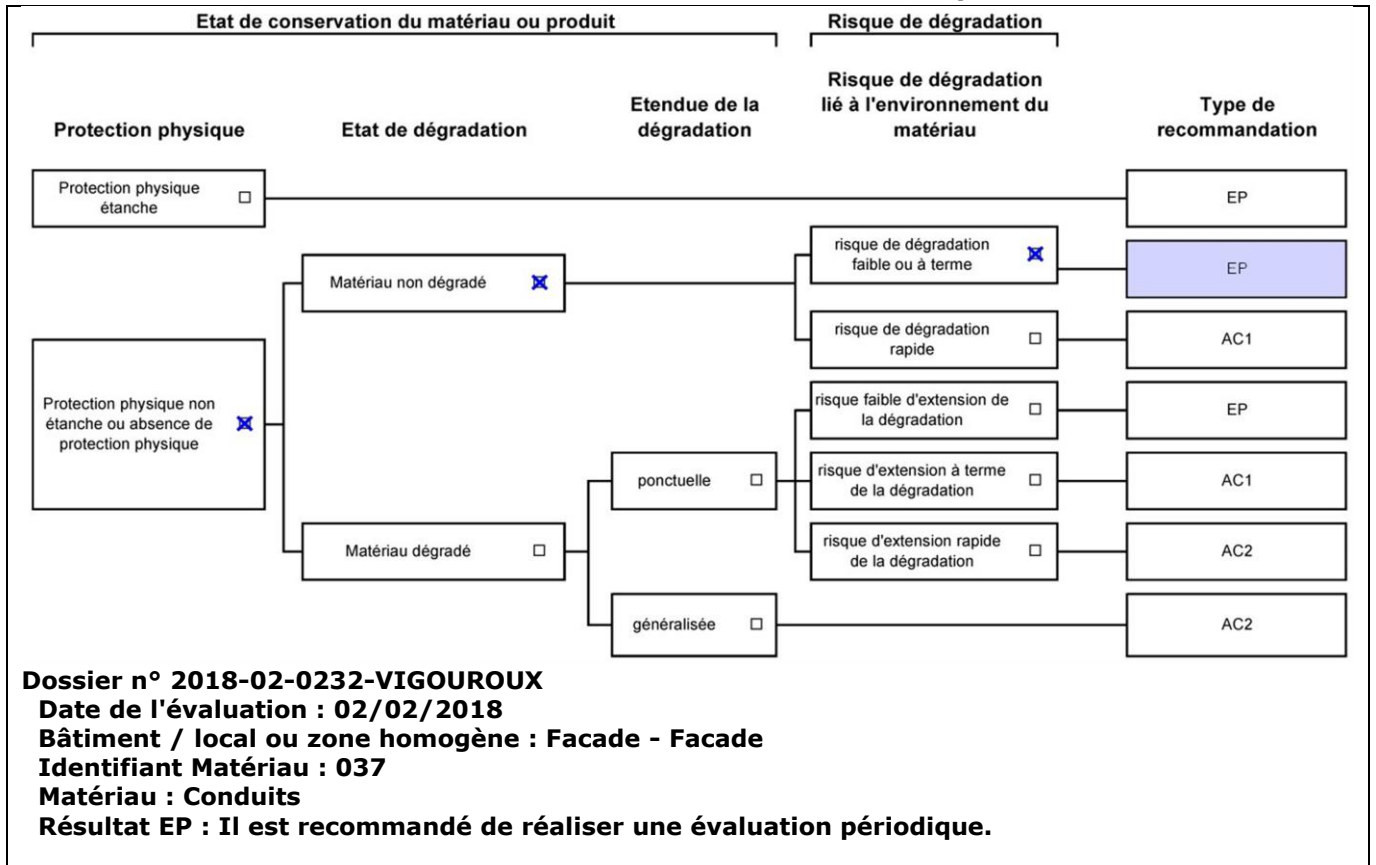 Etat de conservation du matériau ou produit
Risque de dégradation
Protection physique
Etat de dégradation
Etendue de la
dégradation
Risque de dégradation
lié à l'environnement du
matériau
Type de
recommandation
Protection physique
étanche
EP
risque de dégradation
faible ou à terme
EP
Matériau non dégradé
risque de dégradation
rapide
AC1
Protection physique non
étanche ou absence de
protection physique
risque faible d'extension de
la dégradation
EP
ponctuelle
risque d'extension à terme
de la dégradation
AC1
Matériau dégradé
risque d'extension rapide
de la dégradation
AC2
généralisée
AC2
Dossier n° 2018-02-0232-VIGOUROUX
Date de l'évaluation : 02/02/2018
Bâtiment / local ou zone homogène : Facade - Facade
Identifiant Matériau : 037
Matériau : Conduits
Résultat EP : Il est recommandé de réaliser une évaluation périodique.